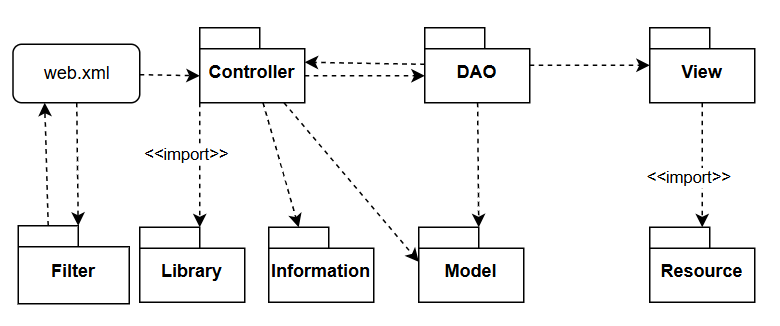 web.xml
Controller
DAO
View
<<import>>
<<import>>
Filter
Library
Information
Model
Resource